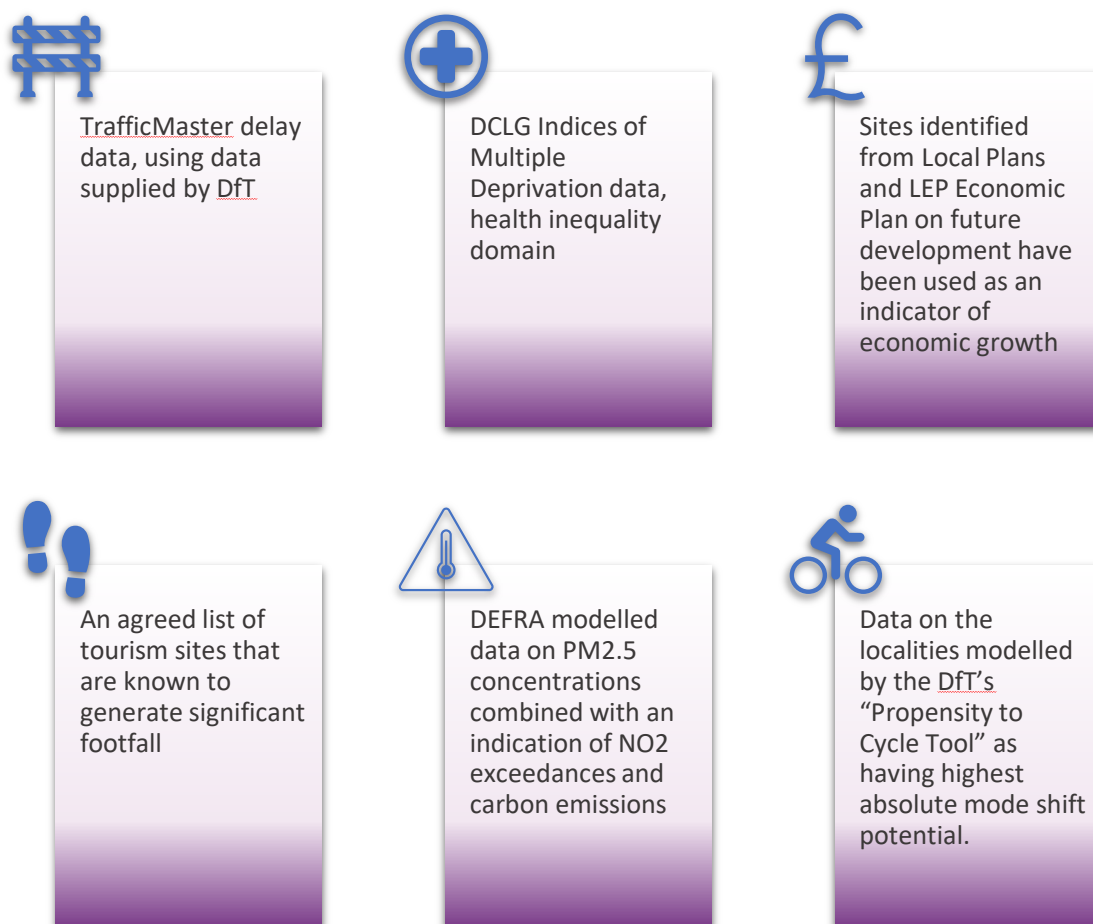 TrafficMaster delay
data, using data
supplied by DfT
DCLG Indices of
Multiple
Deprivation data,
health inequality
domain
Sites identified
from Local Plans
and LEP Economic
Plan on future
development have
been used as an
indicator of
economic growth
An agreed list of
tourism sites that
are known to
generate significant
footfall
DEFRA modelled
data on PM2.5
concentrations
combined with an
indication of NO2
exceedances and
carbon emissions
Data on the
localities modelled
by the DfT’s
“Propensity to
Cycle Tool” as
having highest
absolute mode shift
potential.